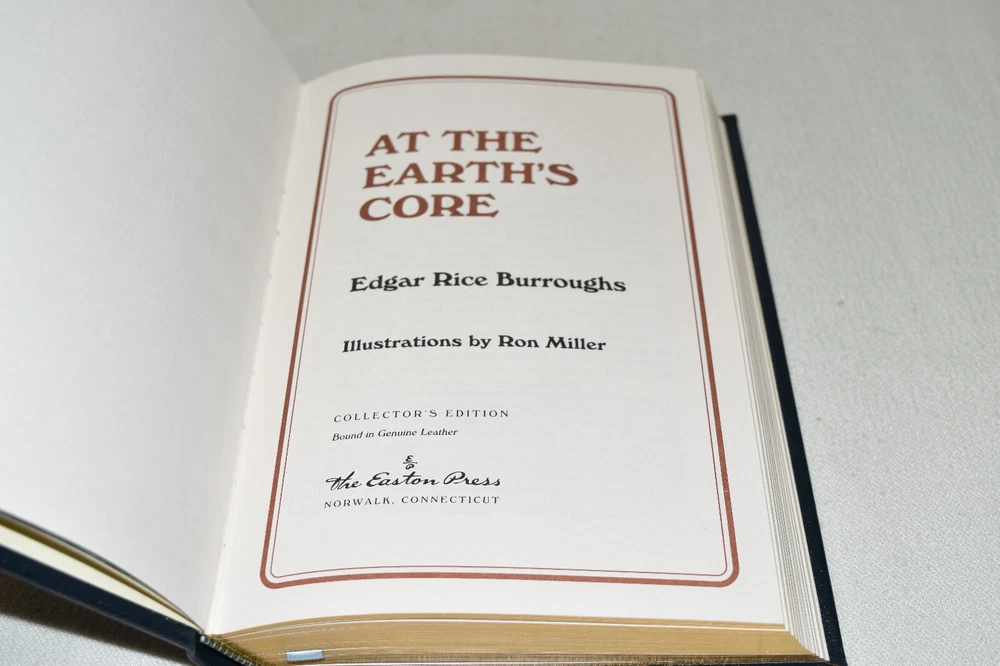 AT THE
EARTH'S
CORE
Edgar Rice Burroughs
Illustrations by Ron Miller
COLLECTOR'S EDITION
Bound in Genuine Leather
E
P
the Easton Press
NORWALK, CONNECTICUT